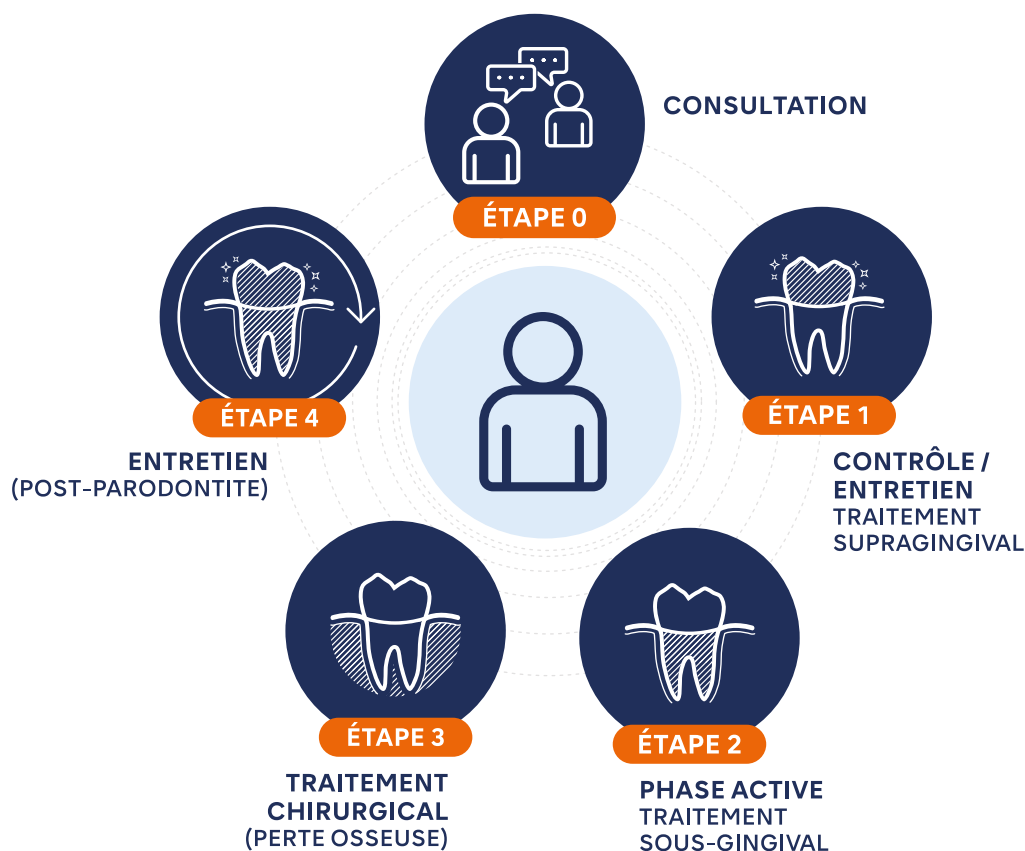 CONSULTATION
ÉTAPE 0
ÉTAPE 1
CONTRÔLE /
ENTRETIEN
TRAITEMENT
SUPRAGINGIVAL
ÉTAPE 2
PHASE ACTIVE
TRAITEMENT
SOUS-GINGIVAL
ÉTAPE 3
TRAITEMENT
CHIRURGICAL
(PERTE OSSEUSE)
ÉTAPE 4
ENTRETIEN
(POST-PARODONTITE)